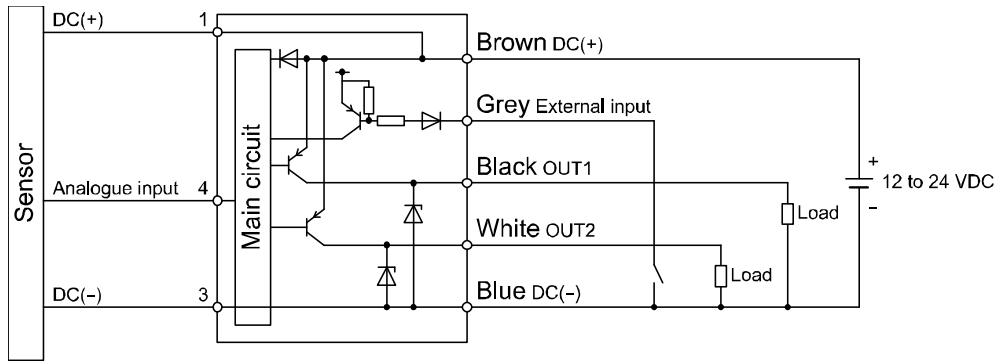 DC(+) 1
Brown DC(+)
Grey External input
Black OUT1
Analogue input 4
White OUT2
DC(−) 3
Blue DC(−)
Sensor
Main circuit
+
12 to 24 VDC
−
Load
Load